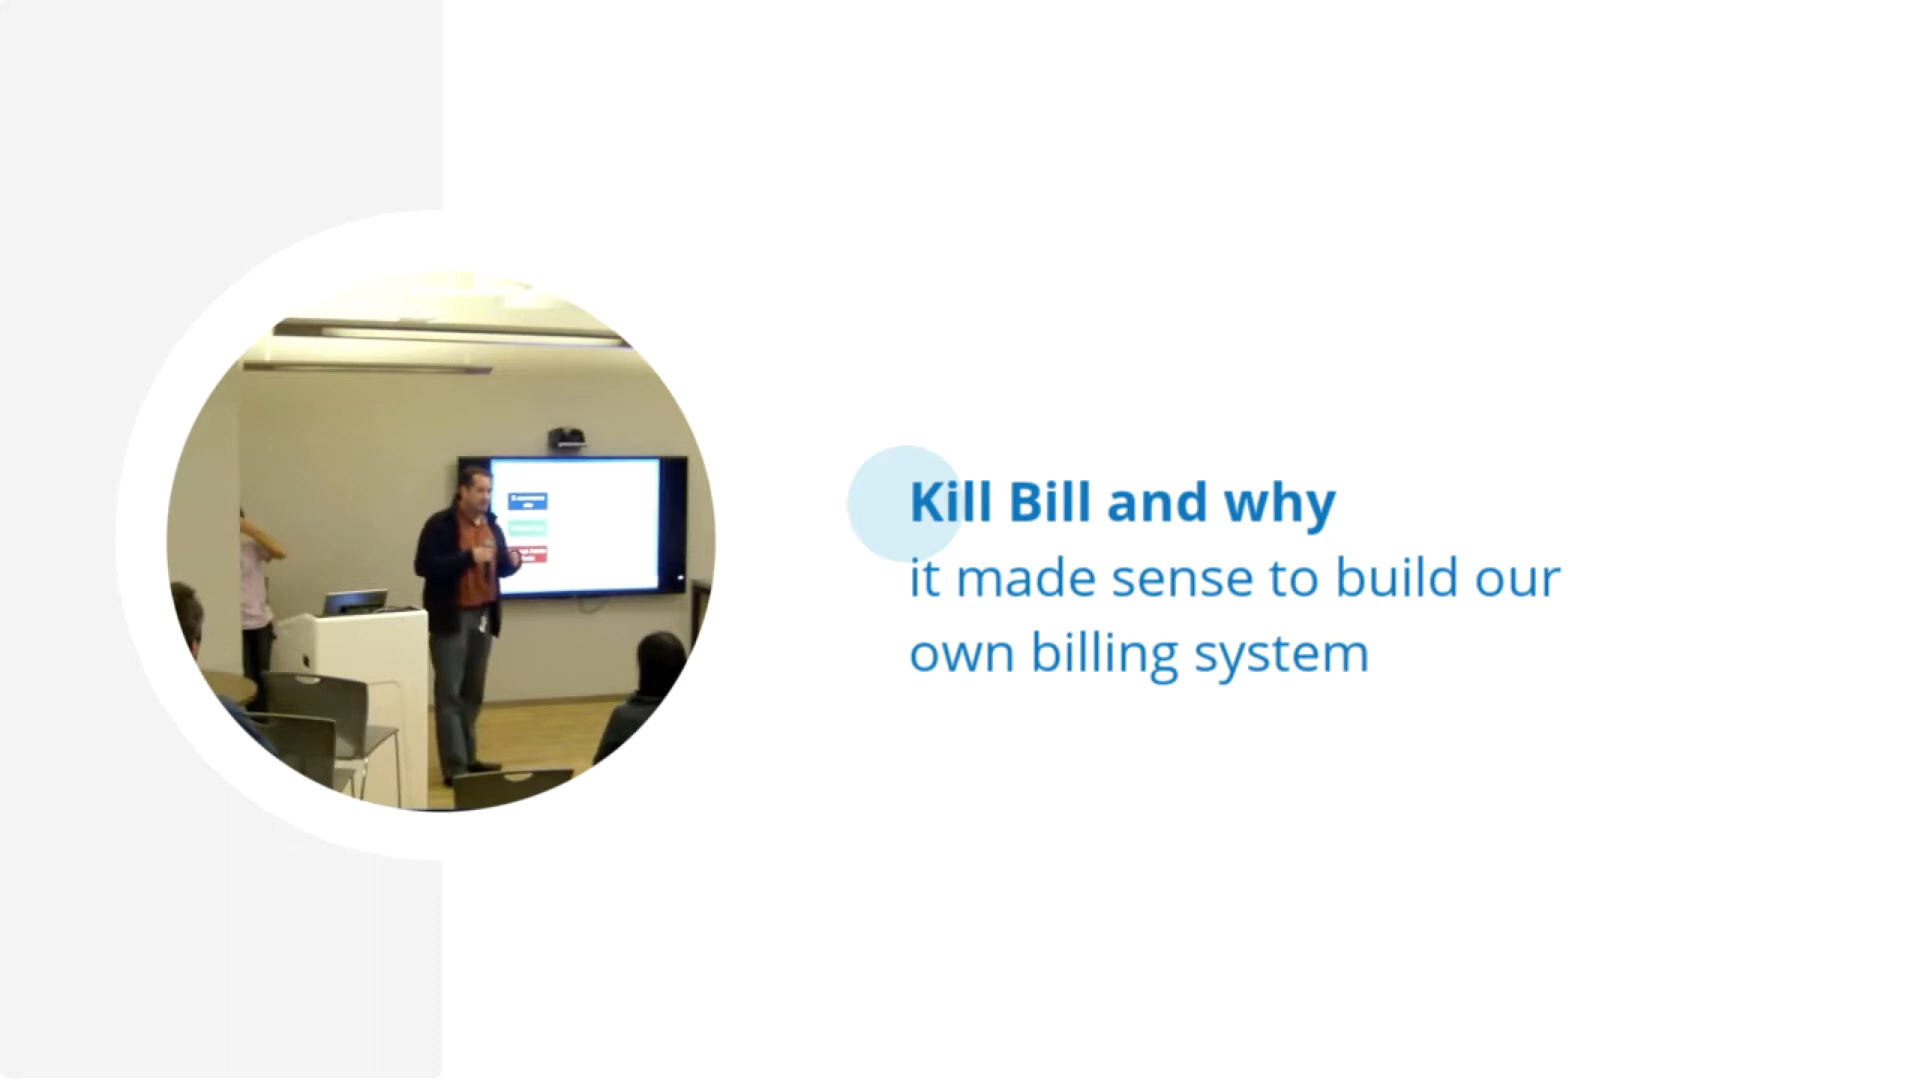 Kill Bill and why
it made sense to build our
own billing system